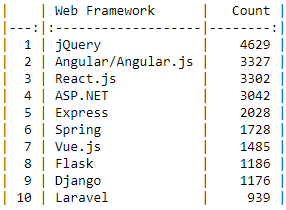 |    | Web Framework      |   Count |
|---:|:-------------------|--------:|
|  1 | jQuery             |    4629 |
|  2 | Angular/Angular.js |    3327 |
|  3 | React.js           |    3302 |
|  4 | ASP.NET            |    3042 |
|  5 | Express            |    2028 |
|  6 | Spring             |    1728 |
|  7 | Vue.js             |    1485 |
|  8 | Flask              |    1186 |
|  9 | Django             |    1176 |
| 10 | Laravel            |     939 |